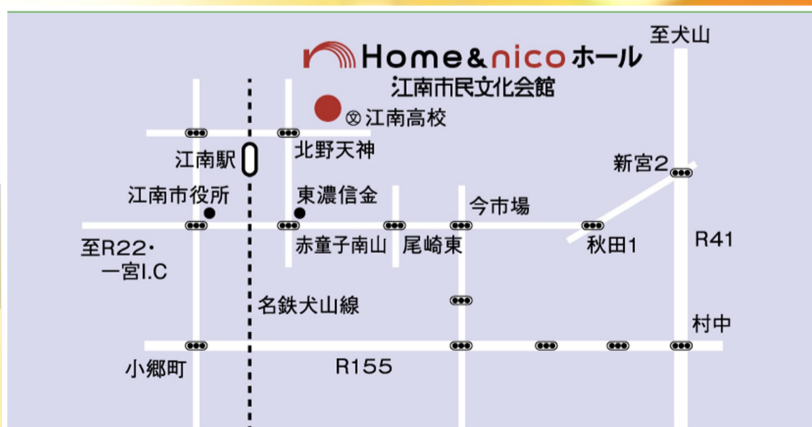 至犬山
Home&nicoホール
江南市民文化会館
㉆江南高校
北野天神
江南駅
新宮2
江南市役所
東濃信金
今市場
至R22・
一宮I.C
赤童子南山
尾崎東
秋田1
R41
名鉄犬山線
村中
小郷町
R155